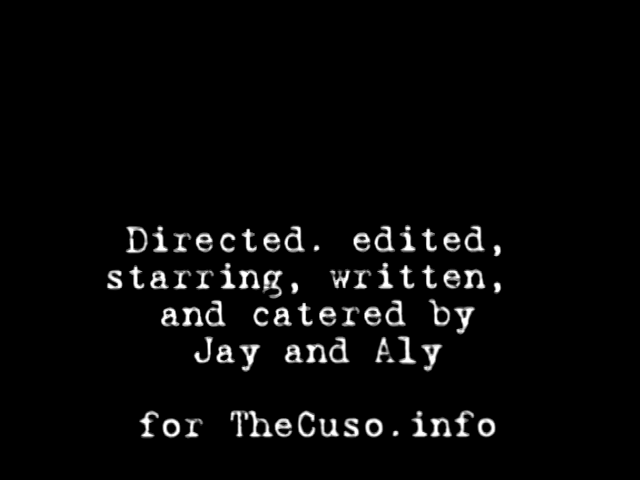 Directed. edited,
starring, written,
and catered by
Jay and Aly
for TheCuso.info